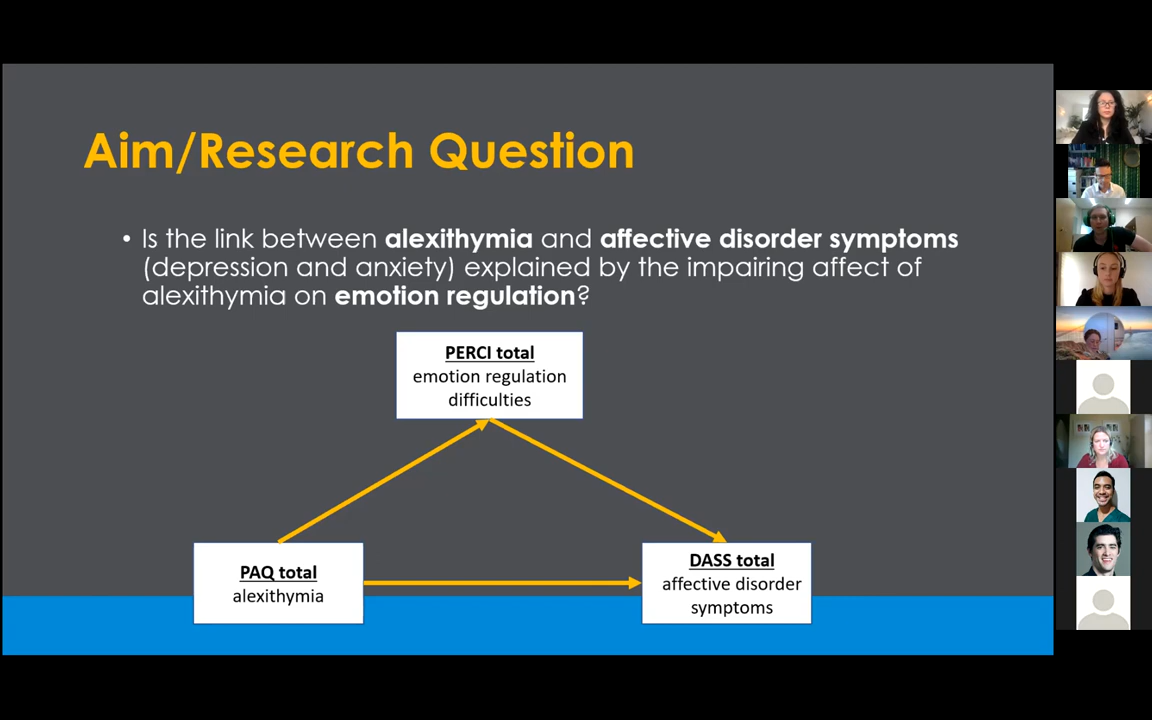 Aim/Research Question
• Is the link between alexithymia and affective disorder symptoms
(depression and anxiety) explained by the impairing affect of
alexithymia on emotion regulation?
PERCI total
emotion regulation
difficulties
PAQ total
alexithymia
DASS total
affective disorder
symptoms